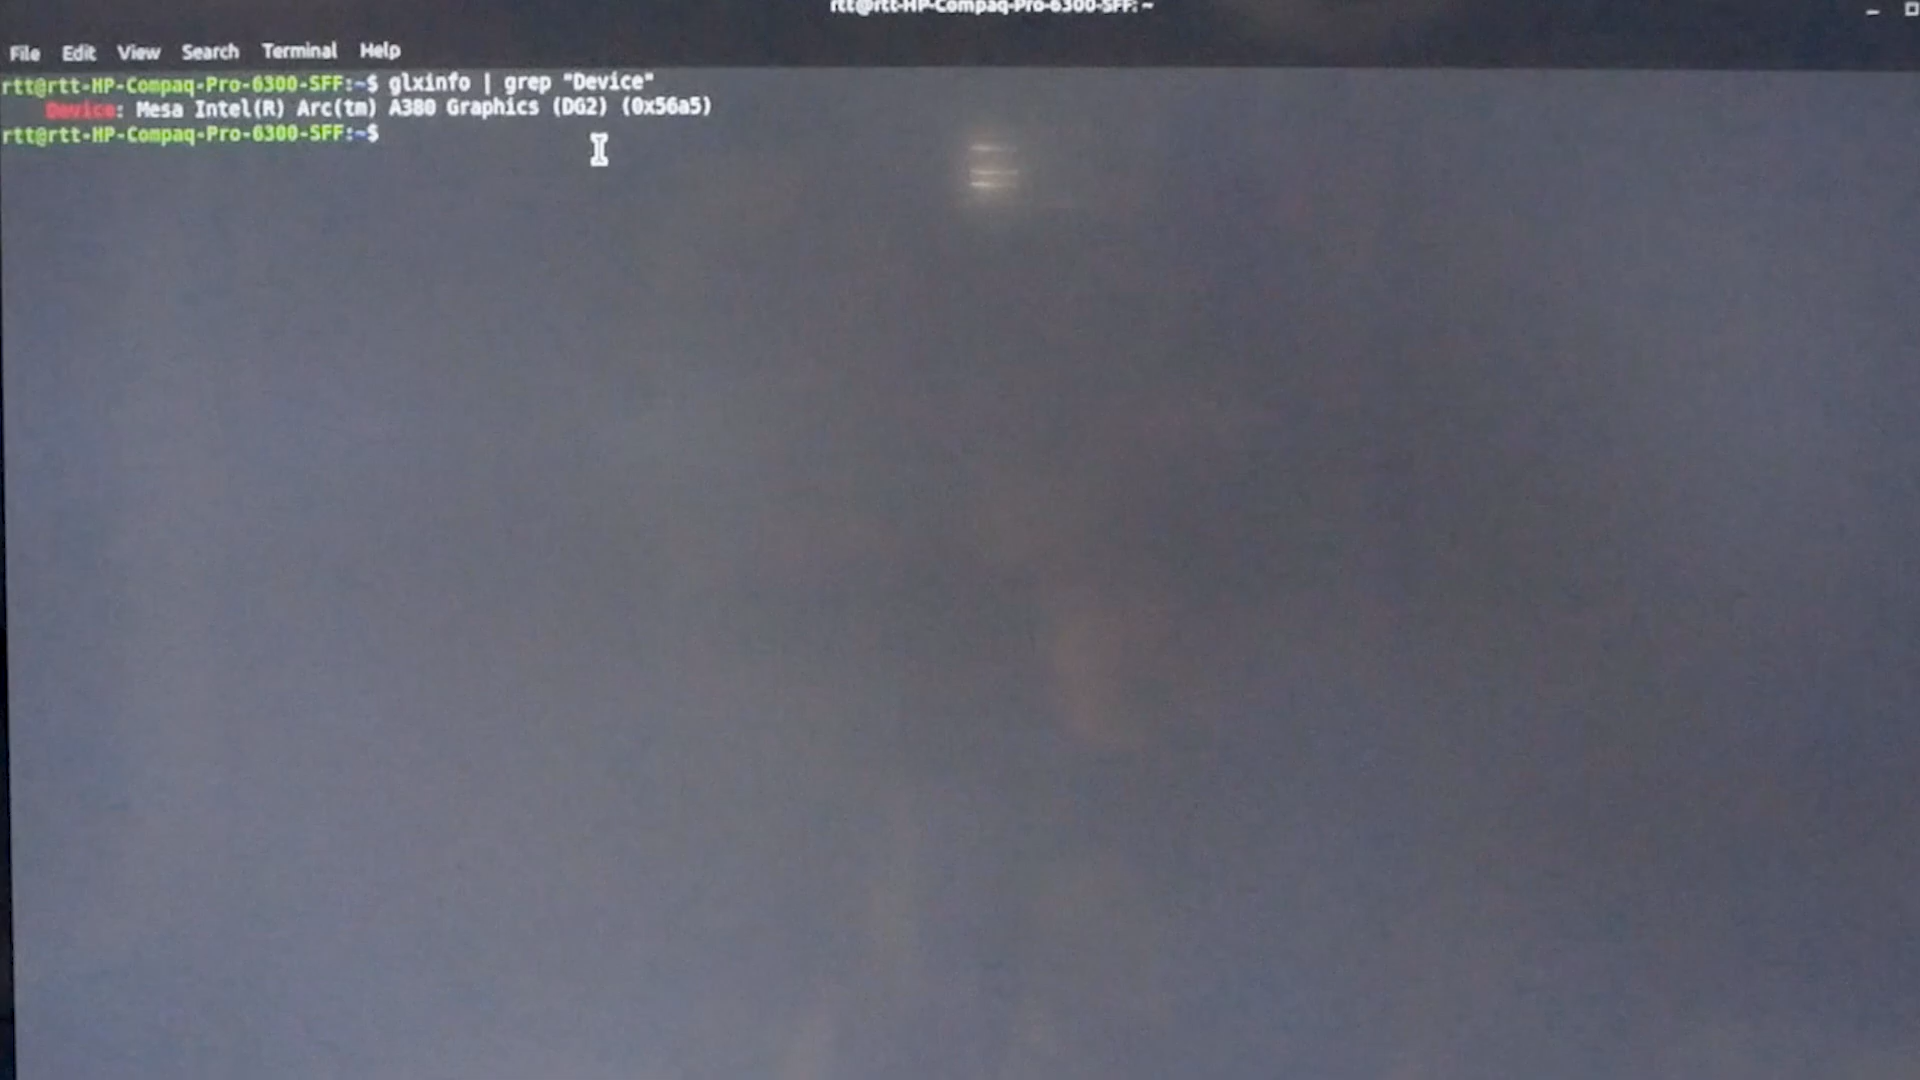 rtt@rtt-HP-Compaq-Pro-6300-SFF: ~
File Edit View Search Terminal Help
rtt@rtt-HP-Compaq-Pro-6300-SFF:~$ glxinfo | grep "Device"
Device: Mesa Intel(R) Arc(tm) A380 Graphics (DG2) (0x56a5)
rtt@rtt-HP-Compaq-Pro-6300-SFF:~$